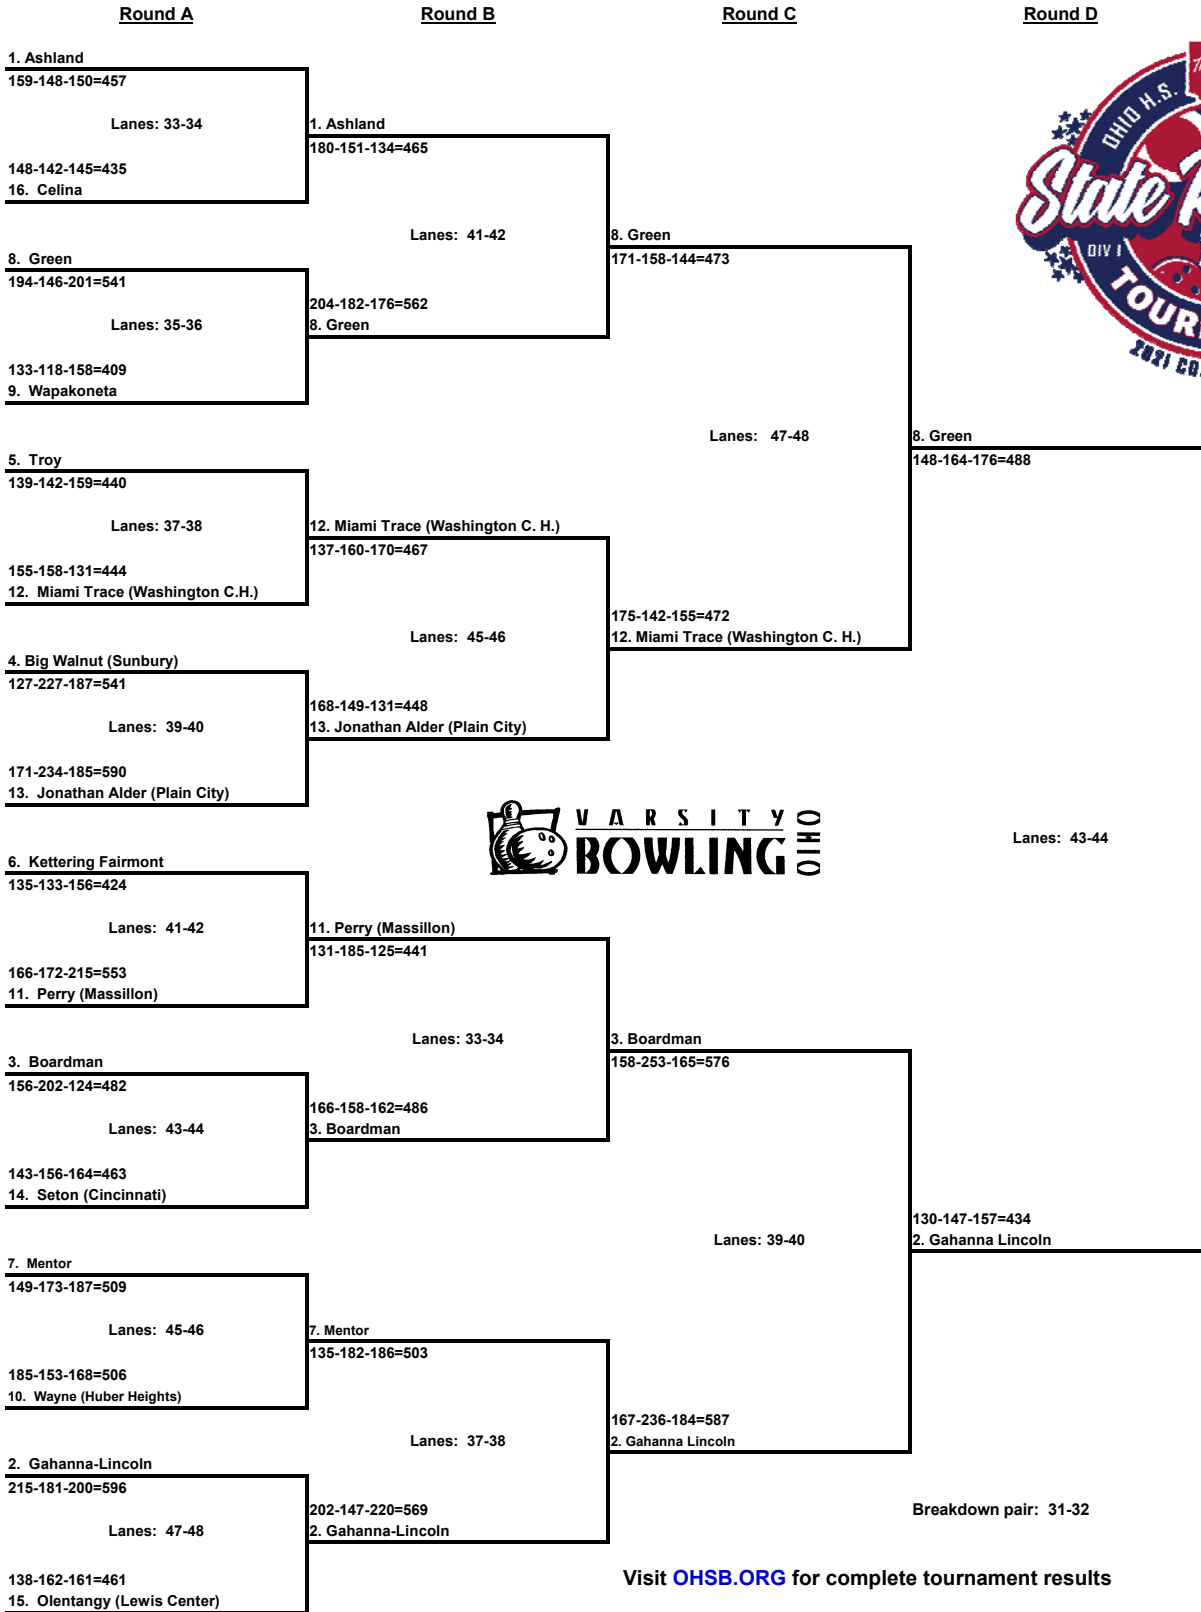 Round A
Round B
Round C
Round D
1. Ashland
159-148-150=457
Lanes: 33-34
148-142-145=435
16. Celina
8. Green
194-146-201=541
Lanes: 35-36
133-118-158=409
9. Wapakoneta
5. Troy
139-142-159=440
Lanes: 37-38
155-158-131=444
12. Miami Trace (Washington C.H.)
4. Big Walnut (Sunbury)
127-227-187=541
Lanes: 39-40
171-234-185=590
13. Jonathan Alder (Plain City)
6. Kettering Fairmont
135-133-156=424
Lanes: 41-42
166-172-215=553
11. Perry (Massillon)
3. Boardman
156-202-124=482
Lanes: 43-44
143-156-164=463
14. Seton (Cincinnati)
7. Mentor
149-173-187=509
Lanes: 45-46
185-153-168=506
10. Wayne (Huber Heights)
2. Gahanna-Lincoln
215-181-200=596
Lanes: 47-48
138-162-161=461
15. Olentangy (Lewis Center)
1. Ashland
180-151-134=465
Lanes: 41-42
204-182-176=562
8. Green
12. Miami Trace (Washington C. H.)
137-160-170=467
Lanes: 45-46
168-149-131=448
13. Jonathan Alder (Plain City)
VARSITY
BOWLING
OHIO
11. Perry (Massillon)
131-185-125=441
Lanes: 33-34
166-158-162=486
3. Boardman
7. Mentor
135-182-186=503
Lanes: 37-38
202-147-220=569
2. Gahanna-Lincoln
8. Green
171-158-144=473
Lanes: 47-48
175-142-155=472
12. Miami Trace (Washington C. H.)
3. Boardman
158-253-165=576
Lanes: 39-40
167-236-184=587
2. Gahanna Lincoln
OHIO H.S.
State
DIV I
TOUR
2021
8. Green
148-164-176=488
Lanes: 43-44
130-147-157=434
2. Gahanna Lincoln
Breakdown pair: 31-32
Visit OHSB.ORG for complete tournament results